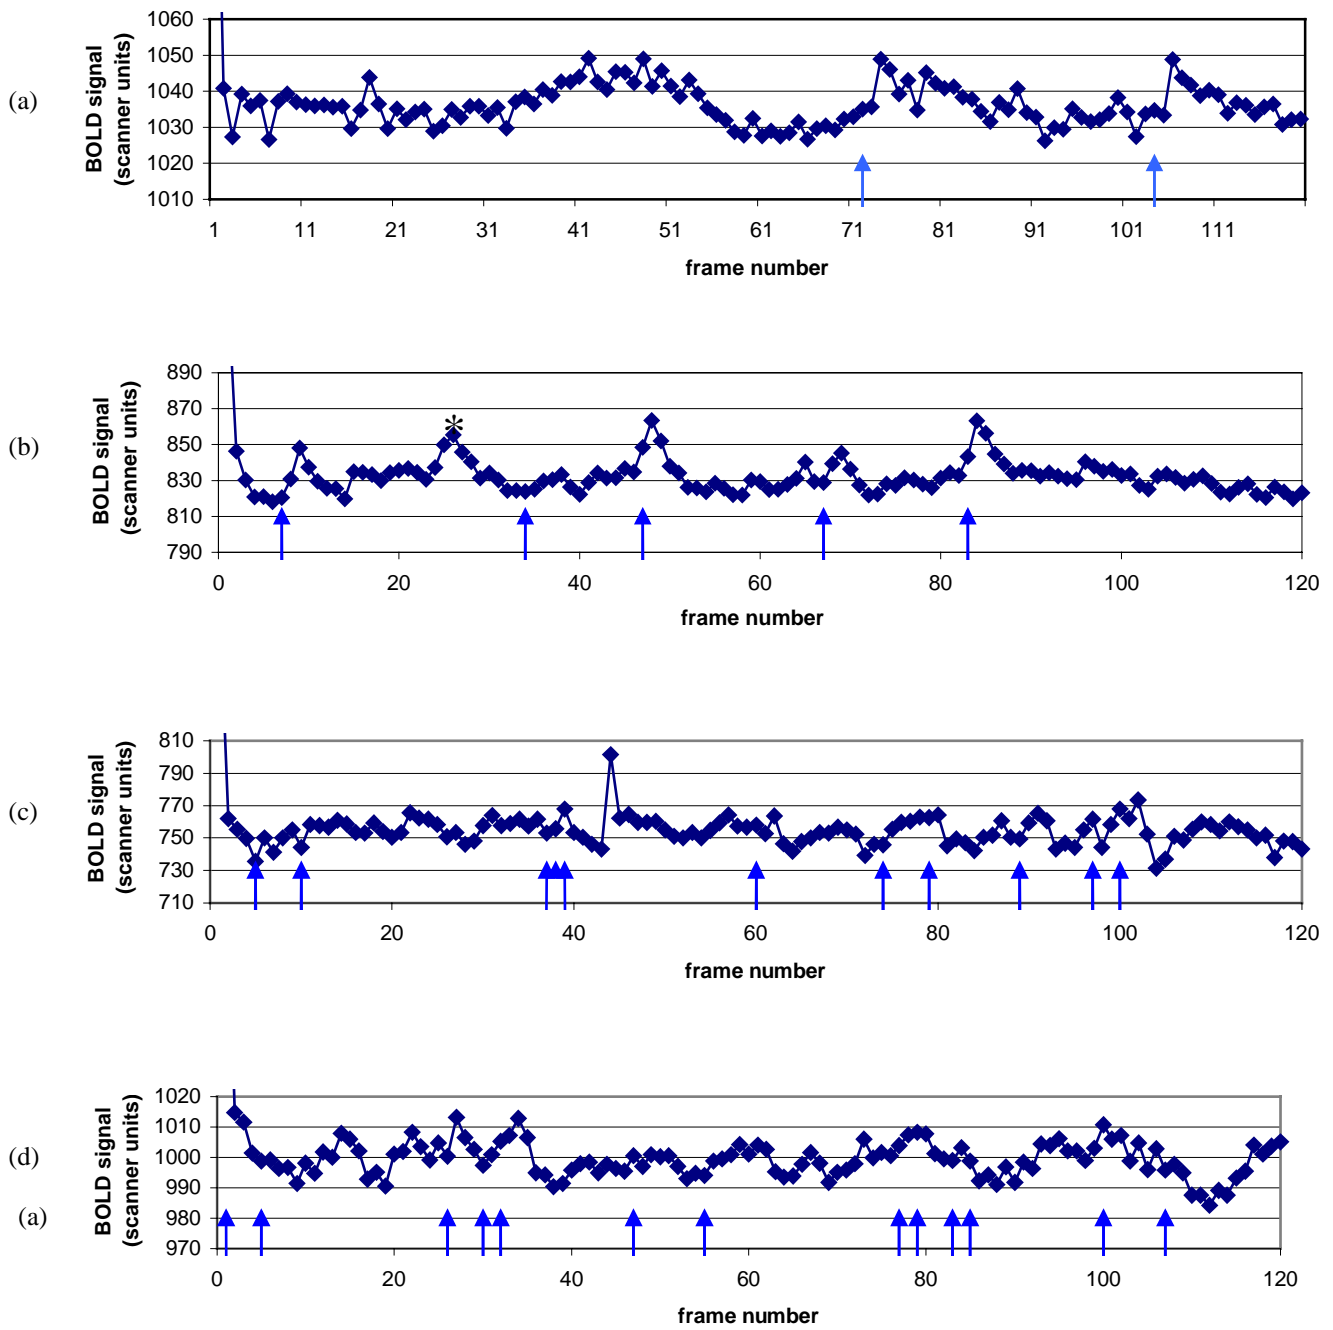 (a)
BOLD signal
(scanner units)
1060
1050
1040
1030
1020
1010
1 11 21 31 41 51 61 71 81 91 101 111
frame number
(b)
BOLD signal
(scanner units)
890
870
850
830
810
790
*
0 20 40 60 80 100 120
frame number
(c)
BOLD signal
(scanner units)
810
790
770
750
730
710
0 20 40 60 80 100 120
frame number
(d)
(a)
BOLD signal
(scanner units)
1020
1010
1000
990
980
970
0 20 40 60 80 100 120
frame number